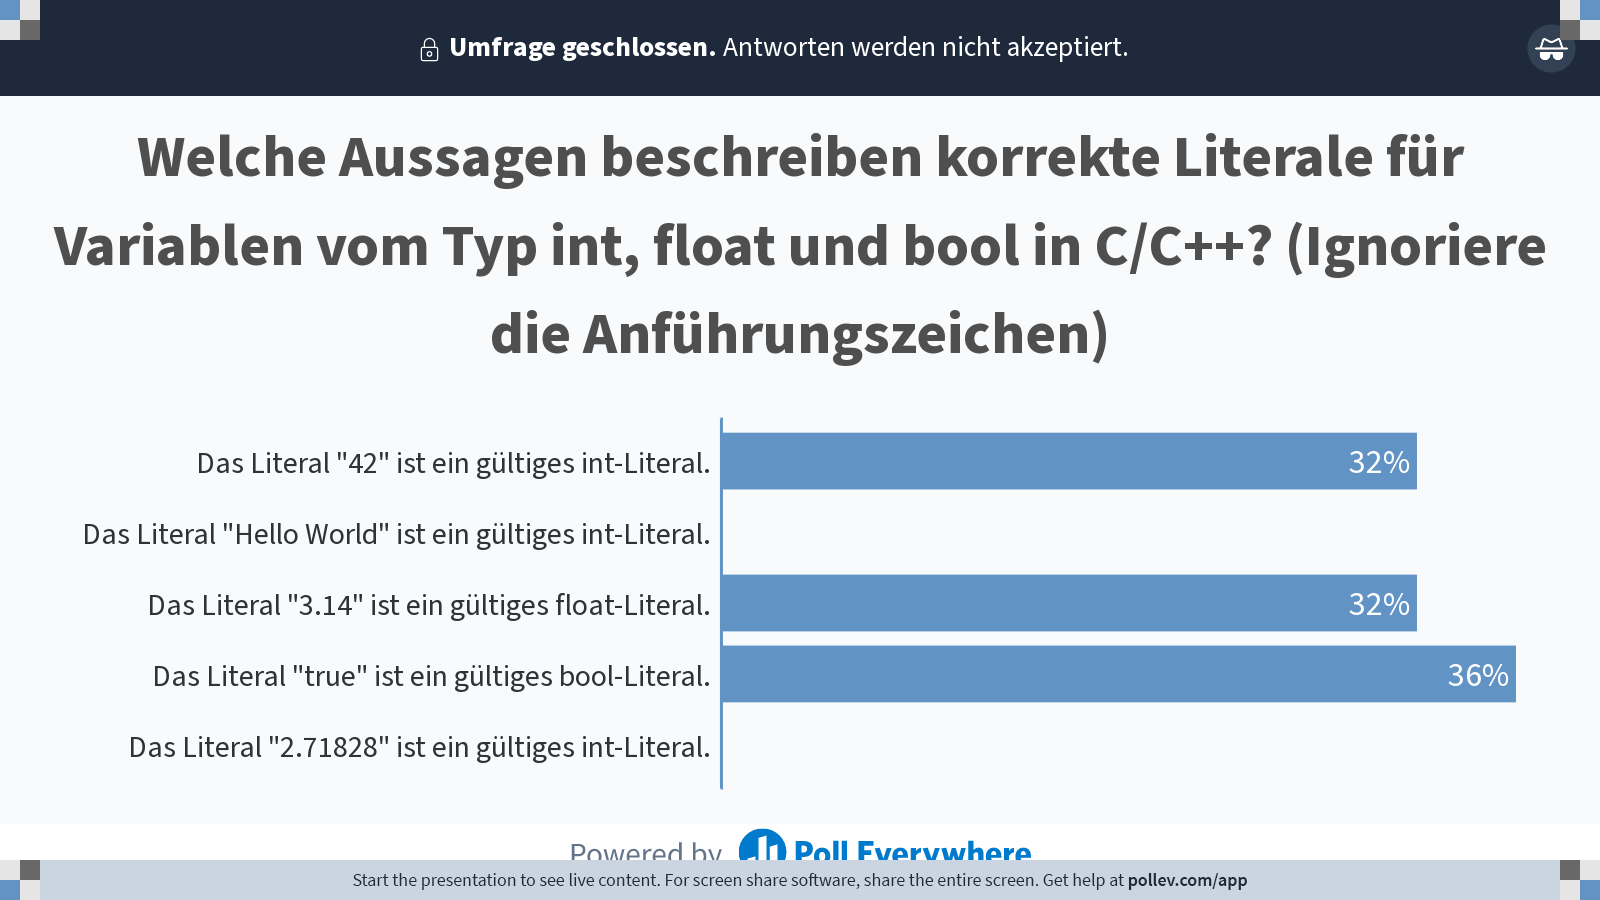 Umfrage geschlossen. Antworten werden nicht akzeptiert.
Welche Aussagen beschreiben korrekte Literale für
Variablen vom Typ int, float und bool in C/C++? (Ignoriere
die Anführungszeichen)
Das Literal "42" ist ein gültiges int-Literal.
32%
Das Literal "Hello World" ist ein gültiges int-Literal.
Das Literal "3.14" ist ein gültiges float-Literal.
32%
Das Literal "true" ist ein gültiges bool-Literal.
36%
Das Literal "2.71828" ist ein gültiges int-Literal.
Powered by Poll Everywhere
Start the presentation to see live content. For screen share software, share the entire screen. Get help at pollev.com/app